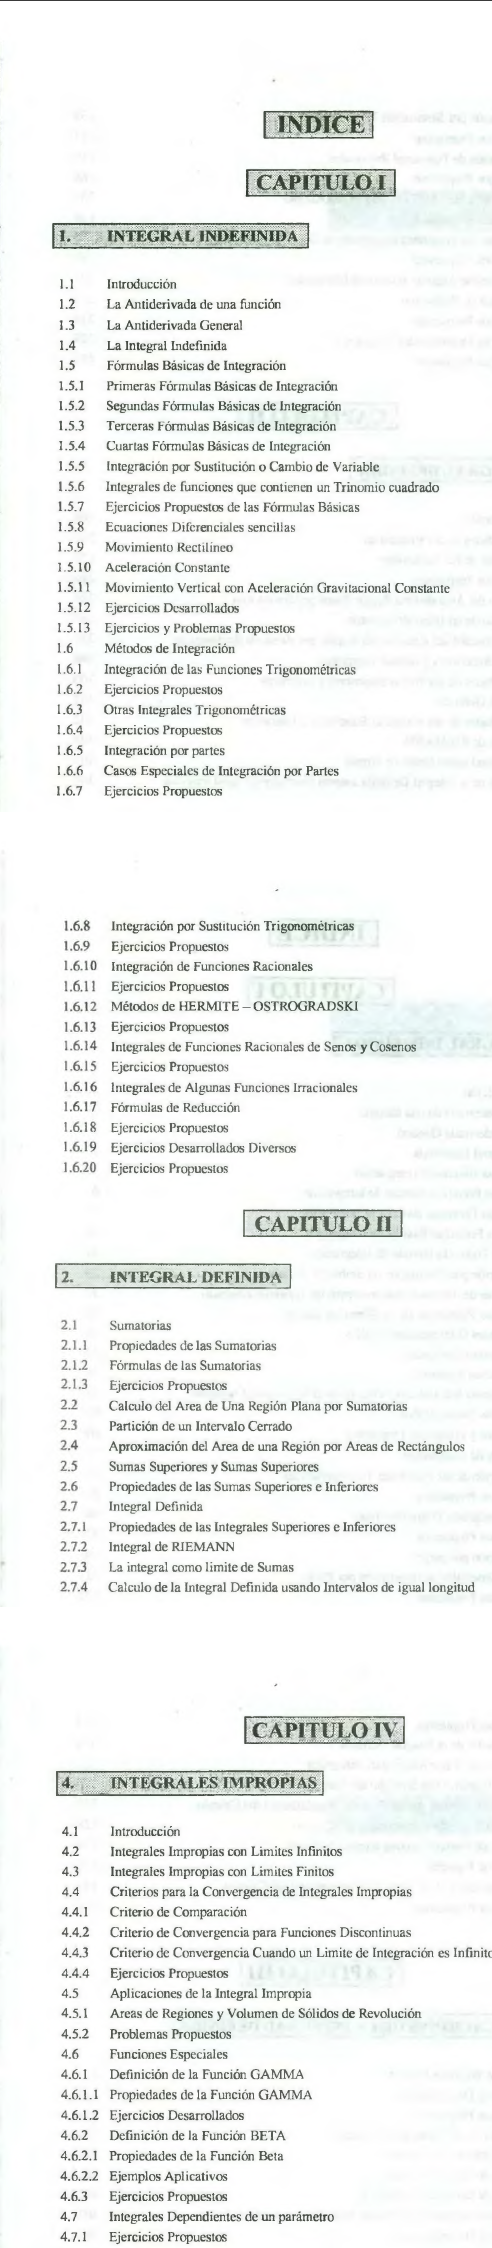 INDICE
CAPITULO I
1. INTEGRAL INDEFINIDA
1.1 Introducción
1.2 La Antiderivada de una función
1.3 La Antiderivada General
1.4 La Integral Indefinida
1.5 Fórmulas Básicas de Integración
1.5.1 Primeras Fórmulas Básicas de Integración
1.5.2 Segundas Fórmulas Básicas de Integración
1.5.3 Terceras Fórmulas Básicas de Integración
1.5.4 Cuartas Fórmulas Básicas de Integración
1.5.5 Integración por Sustitución o Cambio de Variable
1.5.6 Integrales de funciones que contienen un Trinomio cuadrado
1.5.7 Ejercicios Propuestos de las Fórmulas Básicas
1.5.8 Ecuaciones Diferenciales sencillas
1.5.9 Movimiento Rectilíneo
1.5.10 Aceleración Constante
1.5.11 Movimiento Vertical con Aceleración Gravitacional Constante
1.5.12 Ejercicios Desarrollados
1.5.13 Ejercicios y Problemas Propuestos
1.6 Métodos de Integración
1.6.1 Integración de las Funciones Trigonométricas
1.6.2 Ejercicios Propuestos
1.6.3 Otras Integrales Trigonométricas
1.6.4 Ejercicios Propuestos
1.6.5 Integración por partes
1.6.6 Casos Especiales de Integración por Partes
1.6.7 Ejercicios Propuestos
1.6.8 Integración por Sustitución Trigonométricas
1.6.9 Ejercicios Propuestos
1.6.10 Integración de Funciones Racionales
1.6.11 Ejercicios Propuestos
1.6.12 Métodos de HERMITE – OSTROGRADSKI
1.6.13 Ejercicios Propuestos
1.6.14 Integrales de Funciones Racionales de Senos y Cosenos
1.6.15 Ejercicios Propuestos
1.6.16 Integrales de Algunas Funciones Irracionales
1.6.17 Fórmulas de Reducción
1.6.18 Ejercicios Propuestos
1.6.19 Ejercicios Desarrollados Diversos
1.6.20 Ejercicios Propuestos
CAPITULO II
2. INTEGRAL DEFINIDA
2.1 Sumatorias
2.1.1 Propiedades de las Sumatorias
2.1.2 Fórmulas de las Sumatorias
2.1.3 Ejercicios Propuestos
2.2 Calculo del Area de Una Región Plana por Sumatorias
2.3 Partición de un Intervalo Cerrado
2.4 Aproximación del Area de una Región por Areas de Rectángulos
2.5 Sumas Superiores y Sumas Superiores
2.6 Propiedades de las Sumas Superiores e Inferiores
2.7 Integral Definida
2.7.1 Propiedades de las Integrales Superiores e Inferiores
2.7.2 Integral de RIEMANN
2.7.3 La integral como limite de Sumas
2.7.4 Calculo de la Integral Definida usando Intervalos de igual longitud
CAPITULO IV
4. INTEGRALES IMPROPIAS
4.1 Introducción
4.2 Integrales Impropias con Limites Infinitos
4.3 Integrales Impropias con Limites Finitos
4.4 Criterios para la Convergencia de Integrales Impropias
4.4.1 Criterio de Comparación
4.4.2 Criterio de Convergencia para Funciones Discontinuas
4.4.3 Criterio de Convergencia Cuando un Limite de Integración es Infinito
4.4.4 Ejercicios Propuestos
4.5 Aplicaciones de la Integral Impropia
4.5.1 Areas de Regiones y Volumen de Sólidos de Revolución
4.5.2 Problemas Propuestos
4.6 Funciones Especiales
4.6.1 Definición de la Función GAMMA
4.6.1.1 Propiedades de la Función GAMMA
4.6.1.2 Ejercicios Desarrollados
4.6.2 Definición de la Función BETA
4.6.2.1 Propiedades de la Función Beta
4.6.2.2 Ejemplos Aplicativos
4.6.3 Ejercicios Propuestos
4.7 Integrales Dependientes de un parámetro
4.7.1 Ejercicios Propuestos